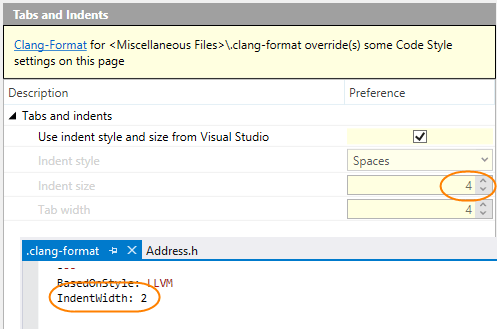 Tabs and Indents
Clang-Format for <Miscellaneous Files>\.clang-format override(s) some Code Style
settings on this page
Description Preference
Tabs and indents
Use indent style and size from Visual Studio
Indent style Spaces
Indent size 4
Tab width 4
.clang-format Address.h
---
BasedOnStyle: LLVM
IndentWidth: 2